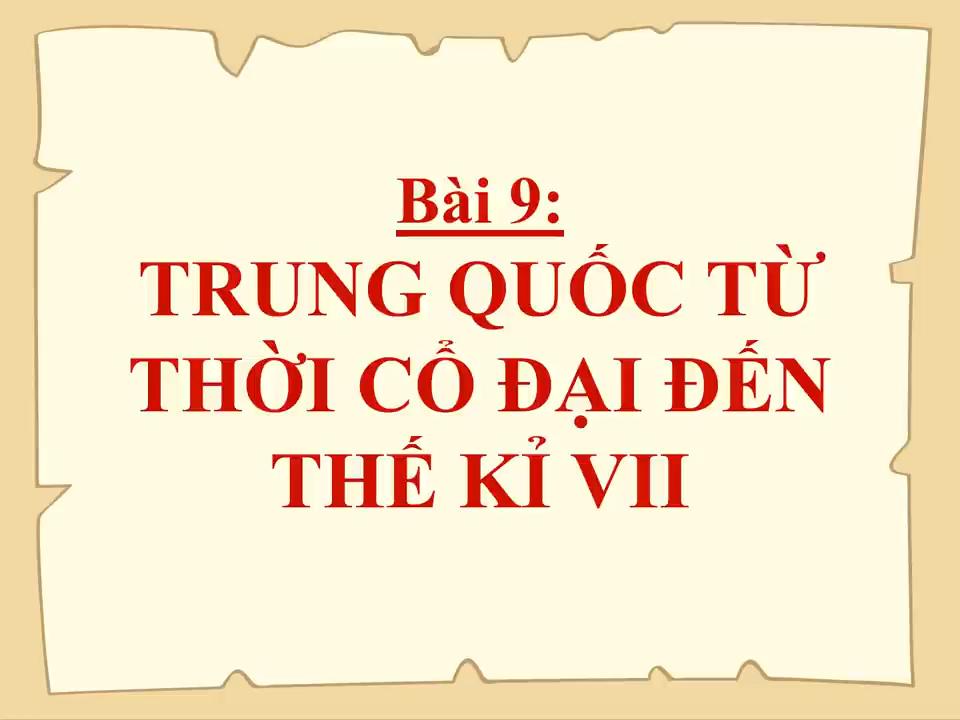 Bài 9:
TRUNG QUỐC TỪ
THỜI CỔ ĐẠI ĐẾN
THẾ KỈ VII